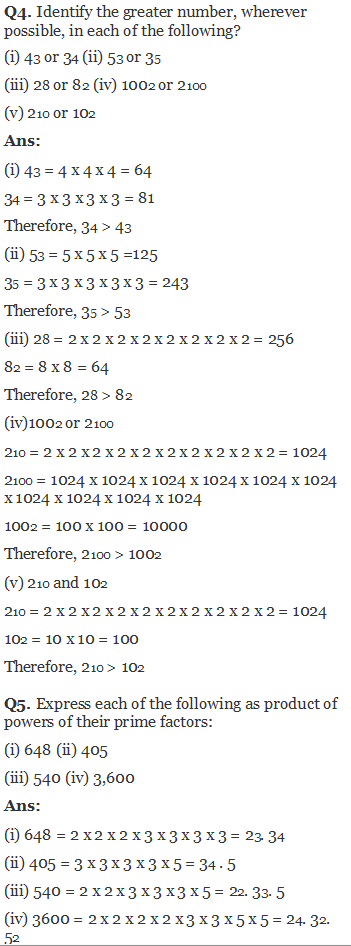 Q4. Identify the greater number, wherever
possible, in each of the following?
(i) 43 or 34 (ii) 53 or 35
(iii) 28 or 82 (iv) 1002 or 2100
(v) 210 or 102
Ans:
(i) 43 = 4 x 4 x 4 = 64
34 = 3 x 3 x 3 x 3 = 81
Therefore, 34 > 43
(ii) 53 = 5 x 5 x 5 =125
35 = 3 x 3 x 3 x 3 x 3 = 243
Therefore, 35 > 53
(iii) 28 = 2 x 2 x 2 x 2 x 2 x 2 x 2 x 2 = 256
82 = 8 x 8 = 64
Therefore, 28 > 82
(iv)1002 or 2100
210 = 2 x 2 x 2 x 2 x 2 x 2 x 2 x 2 x 2 x 2 = 1024
2100 = 1024 x 1024 x 1024 x 1024 x 1024 x 1024
x 1024 x 1024 x 1024 x 1024
1002 = 100 x 100 = 10000
Therefore, 2100 > 1002
(v) 210 and 102
210 = 2 x 2 x 2 x 2 x 2 x 2 x 2 x 2 x 2 x 2 = 1024
102 = 10 x 10 = 100
Therefore, 210 > 102
Q5. Express each of the following as product of
powers of their prime factors:
(i) 648 (ii) 405
(iii) 540 (iv) 3,600
Ans:
(i) 648 = 2 x 2 x 2 x 3 x 3 x 3 x 3 = 23. 34
(ii) 405 = 3 x 3 x 3 x 3 x 5 = 34 . 5
(iii) 540 = 2 x 2 x 3 x 3 x 3 x 5 = 22. 33. 5
(iv) 3600 = 2 x 2 x 2 x 2 x 3 x 3 x 5 x 5 = 24. 32.
52